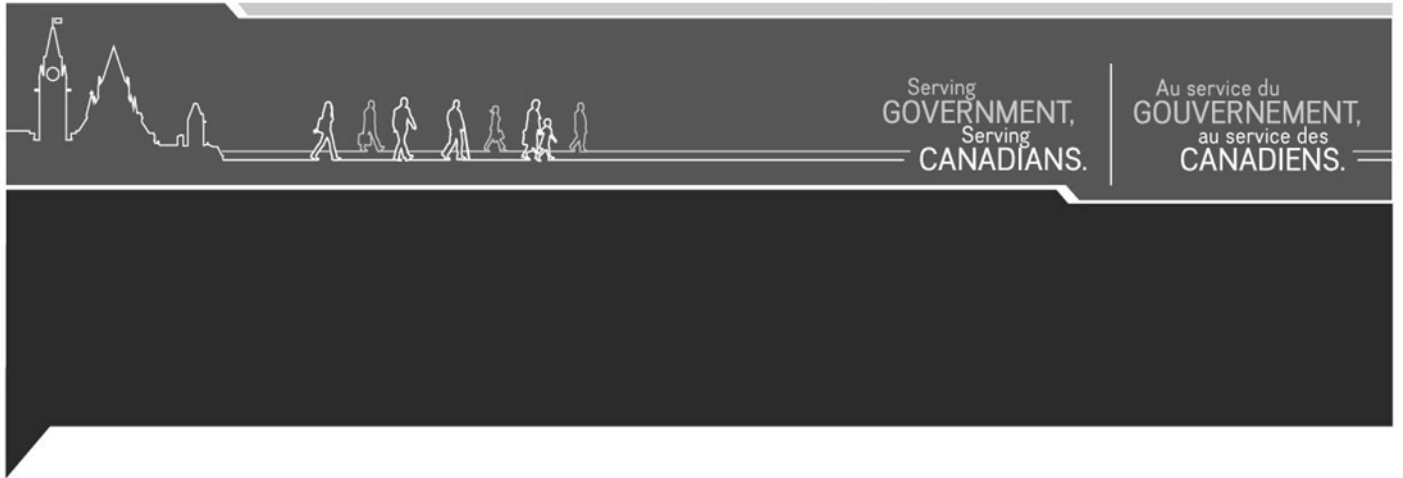 Serving
GOVERNMENT,
Serving
CANADIANS.
Au service du
GOUVERNEMENT,
au service des
CANADIENS.